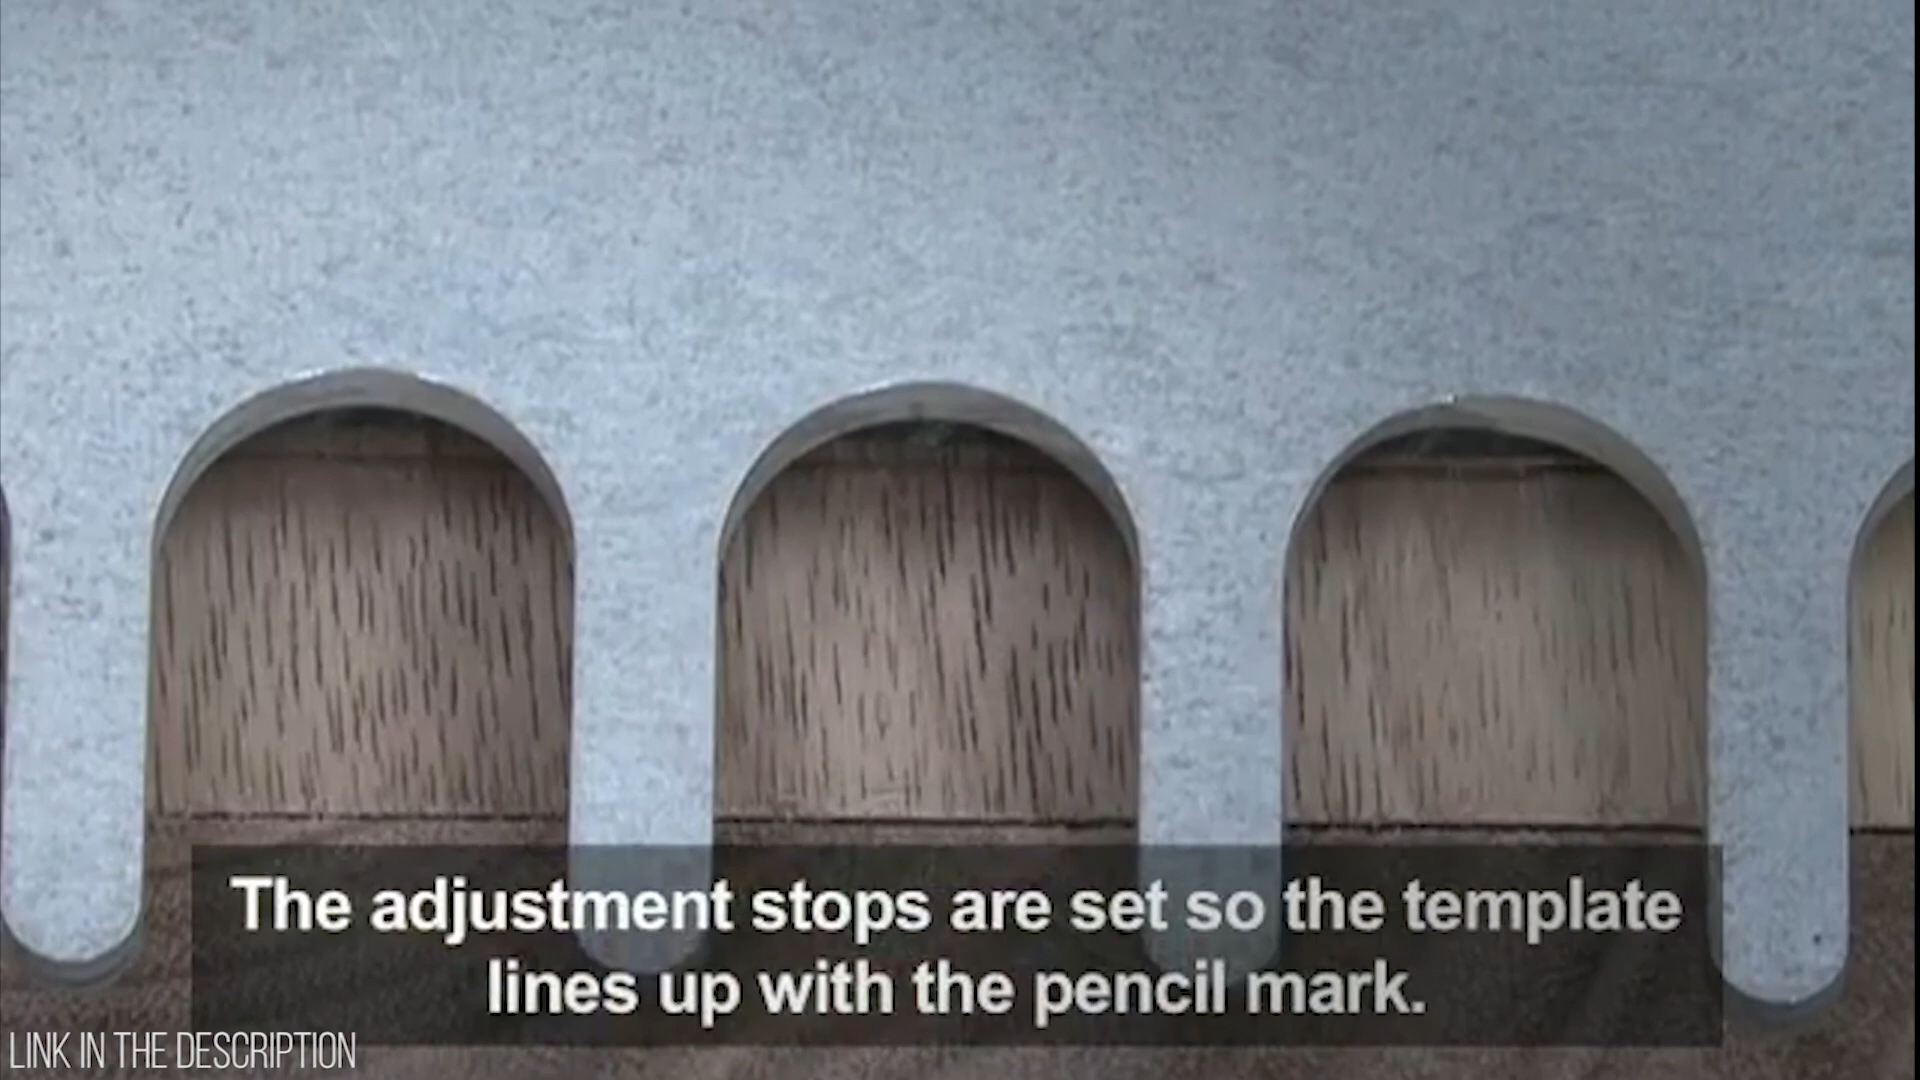 The adjustment stops are set so the template
lines up with the pencil mark.
LINK IN THE DESCRIPTION